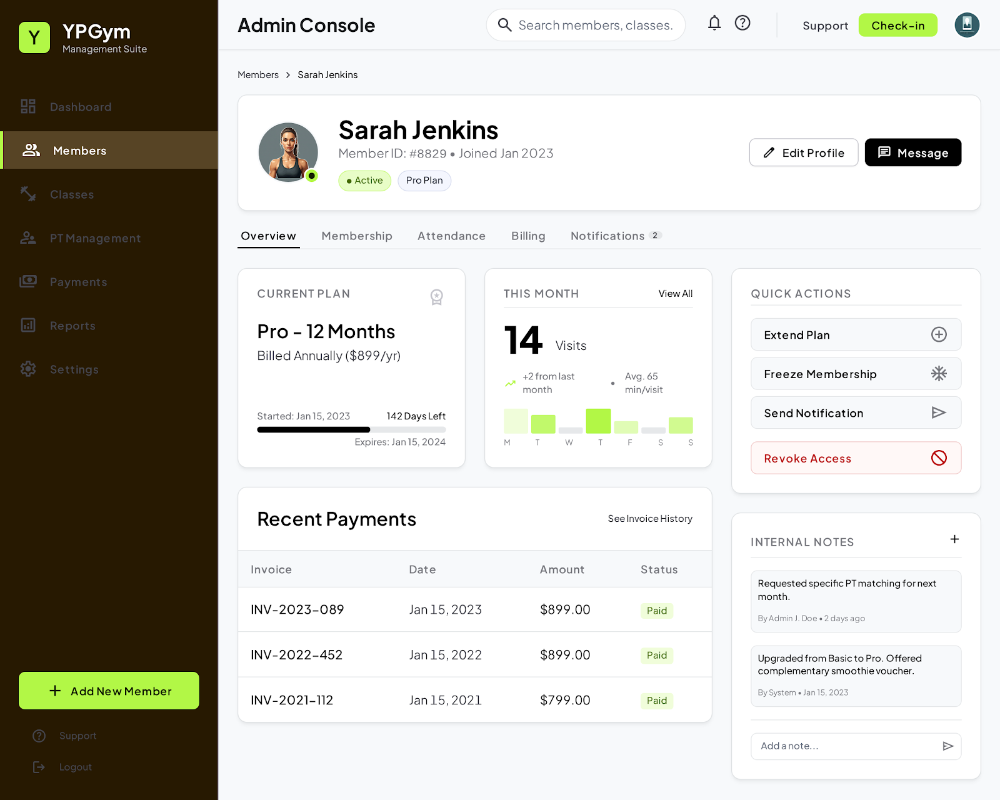 Y
YPGym
Management Suite
Dashboard
Members
Classes
PT Management
Payments
Reports
Settings
Add New Member
Support
Logout
Admin Console
Search members, classes.
Support
Check-in
Members > Sarah Jenkins
Sarah Jenkins
Member ID: #8829 • Joined Jan 2023
• Active
Pro Plan
Edit Profile
Message
Overview
Membership
Attendance
Billing
Notifications 2
CURRENT PLAN
Pro – 12 Months
Billed Annually ($899/yr)
Started: Jan 15, 2023
142 Days Left
Expires: Jan 15, 2024
THIS MONTH
View All
14 Visits
+2 from last
month
• Avg. 65
min/visit
M T W T F S S
QUICK ACTIONS
Extend Plan
Freeze Membership
Send Notification
Revoke Access
Recent Payments
See Invoice History
Invoice Date Amount Status
INV-2023-089 Jan 15, 2023 $899.00 Paid
INV-2022-452 Jan 15, 2022 $899.00 Paid
INV-2021-112 Jan 15, 2021 $799.00 Paid
INTERNAL NOTES
Requested specific PT matching for next
month.
By Admin J. Doe • 2 days ago
Upgraded from Basic to Pro. Offered
complementary smoothie voucher.
By System • Jan 15, 2023
Add a note...